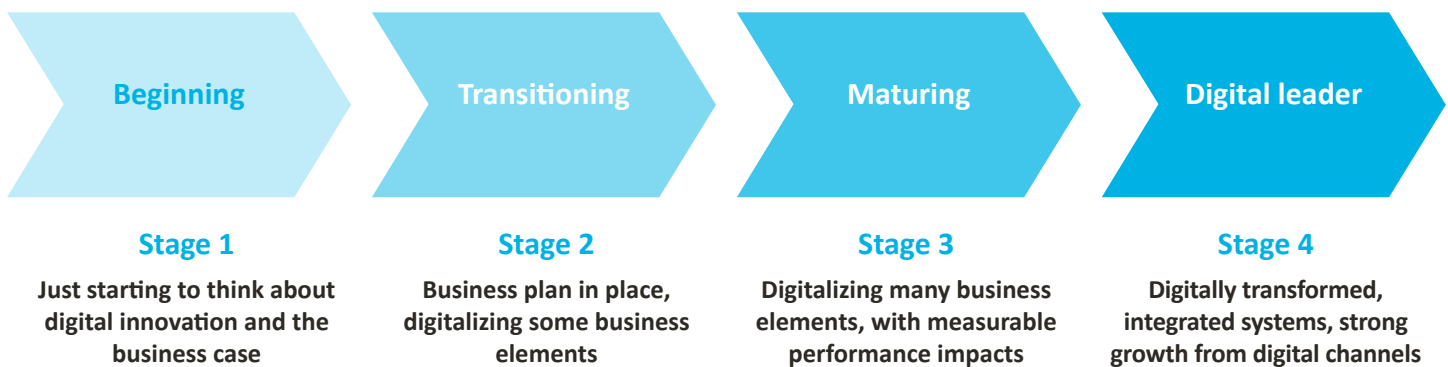 Beginning
Transitioning
Maturing
Digital leader
Stage 1
Just starting to think about
digital innovation and the
business case
Stage 2
Business plan in place,
digitalizing some business
elements
Stage 3
Digitalizing many business
elements, with measurable
performance impacts
Stage 4
Digitally transformed,
integrated systems, strong
growth from digital channels